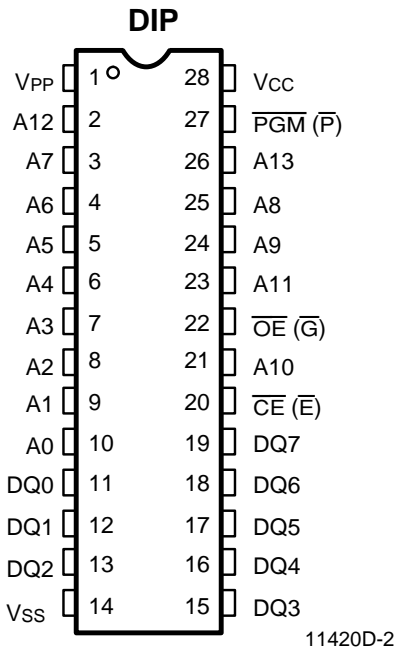 DIP
VPP 1 28 VCC
A12 2 27 PGM (P)
A7 3 26 A13
A6 4 25 A8
A5 5 24 A9
A4 6 23 A11
A3 7 22 OE (G)
A2 8 21 A10
A1 9 20 CE (E)
A0 10 19 DQ7
DQ0 11 18 DQ6
DQ1 12 17 DQ5
DQ2 13 16 DQ4
VSS 14 15 DQ3
11420D-2